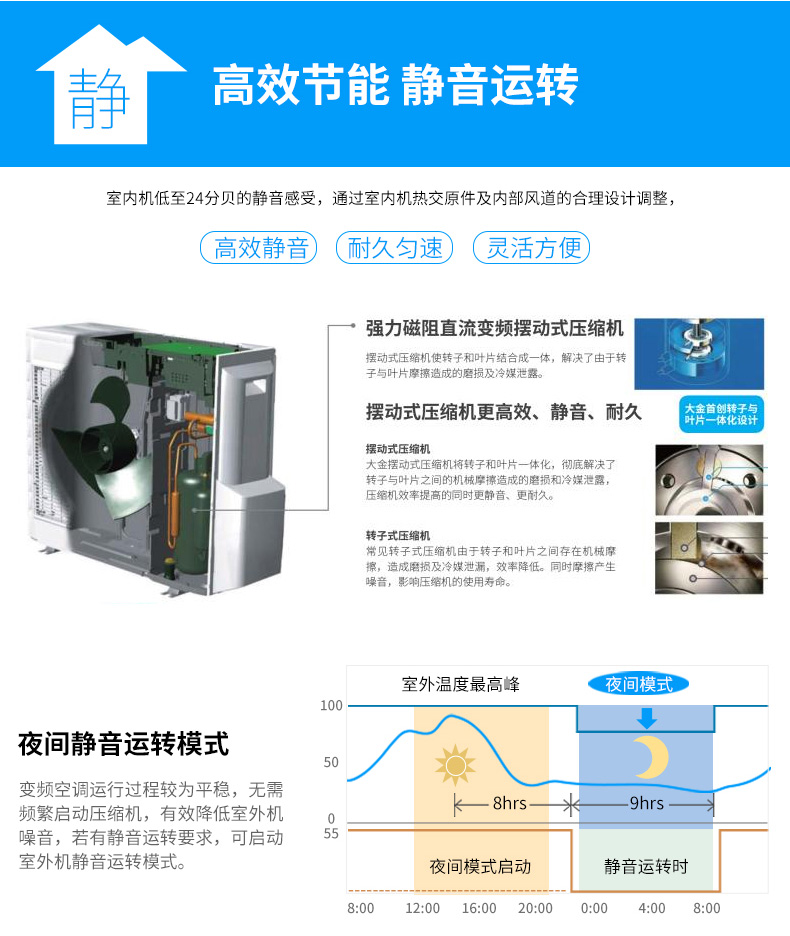 静
高效节能 静音运转
室内机低至24分贝的静音感受，通过室内机热交原件及内部风道的合理设计调整，
高效静音
耐久匀速
灵活方便
强力磁阻直流变频摆动式压缩机
摆动式压缩机使转子和叶片结合成一体，解决了由于转
子与叶片摩擦造成的磨损及冷媒泄露。
摆动式压缩机更高效、静音、耐久
大金首创转子与
叶片一体化设计
摆动式压缩机
大金摆动式压缩机将转子和叶片一体化，彻底解决了
转子与叶片之间的机械摩擦造成的磨损和冷媒泄露，
压缩机效率提高的同时更静音、更耐久。
转子式压缩机
常见转子式压缩机由于转子和叶片之间存在机械摩
擦，造成磨损及冷媒泄漏，效率降低。同时摩擦产生
噪音，影响压缩机的使用寿命。
夜间静音运转模式
变频空调运行过程较为平稳，无需
频繁启动压缩机，有效降低室外机
噪音，若有静音运转要求，可启动
室外机静音运转模式。
室外温度最高峰
夜间模式
100
50
0
55
8hrs
9hrs
夜间模式启动
静音运转时
8:00 12:00 16:00 20:00 0:00 4:00 8:00